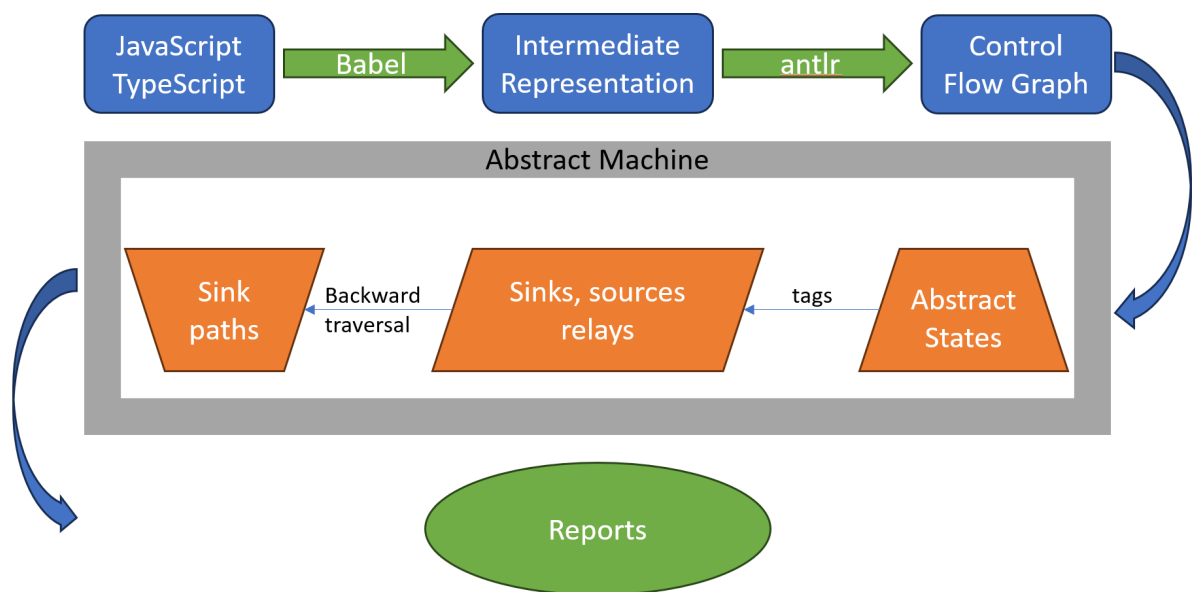 JavaScript
TypeScript
Babel
Intermediate
Representation
antlr
Control
Flow Graph
Abstract Machine
Sink
paths
Backward
traversal
Sinks, sources
relays
tags
Abstract
States
Reports